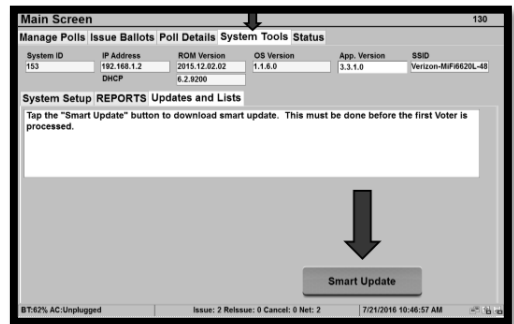 Main Screen 130
Manage Polls Issue Ballots Poll Details System Tools Status
System ID IP Address ROM Version OS Version App. Version SSID
153 192.168.1.2 2015.12.02.02 1.1.6.0 3.3.1.0 Verizon-MiFi6620L-48
DHCP 6.2.9200
System Setup REPORTS Updates and Lists
Tap the "Smart Update" button to download smart update. This must be done before the first Voter is
processed.
Smart Update
BT:62% AC:Unplugged Issue: 2 ReIssue: 0 Cancel: 0 Net: 2 7/21/2016 10:46:57 AM